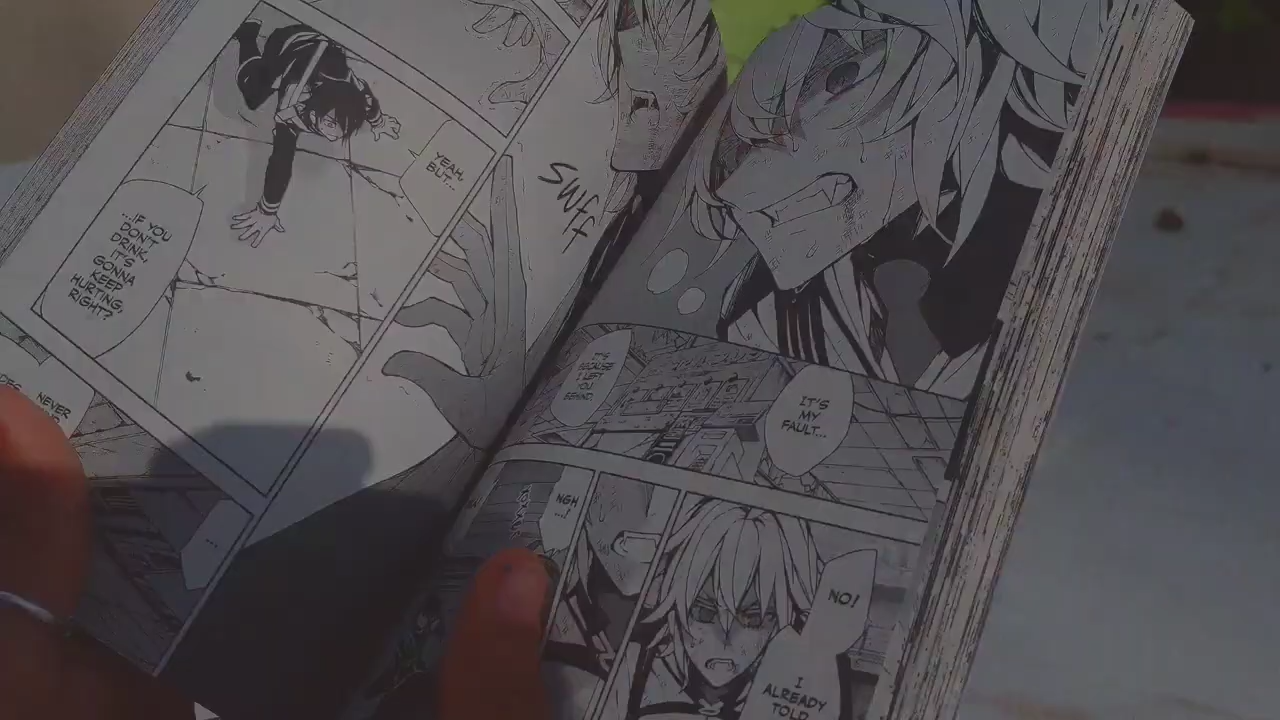 YEAH,
BUT...
...IF YOU
DON'T
DRINK,
IT'S
GONNA
KEEP
HURTING,
RIGHT?
NEVER
...
SWFF
IT'S
BECAUSE
I LEFT
YOU
BEHIND.
IT'S
MY
FAULT...
NGH
...!
NO!
I
ALREADY
TOLD